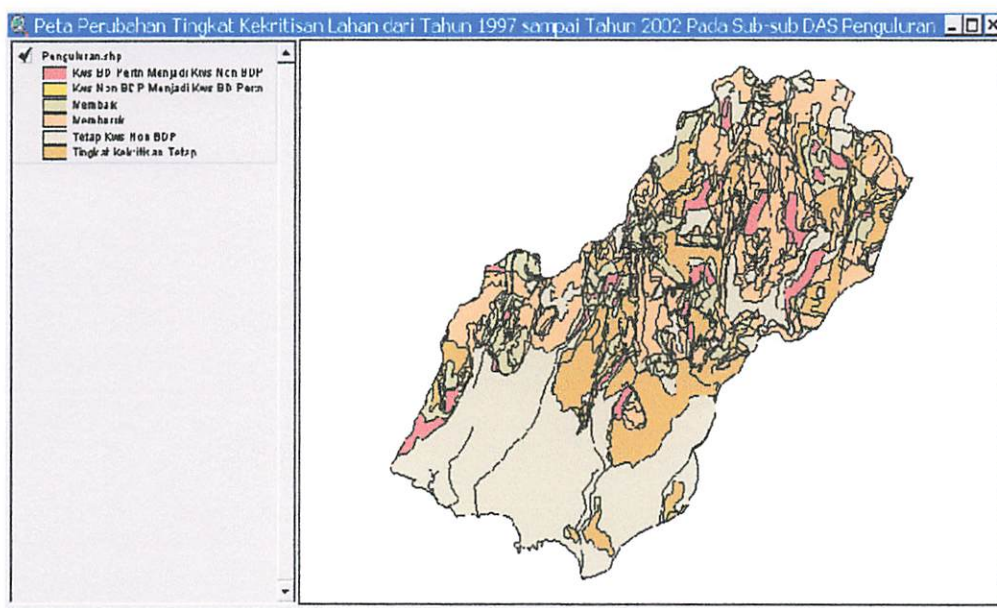 Peta Perubahan Tingkat Kekritisan Lahan dari Tahun 1997 sampai Tahun 2002 Pada Sub-sub DAS Penguluran
Penguluran.shp
Kws BD Pertn Menjadi Kws Non BDP
Kws Non BDP Menjadi Kws BD Pertn
Membaik
Memburuk
Tetap Kws Non BDP
Tingkat Kekritisan Tetap